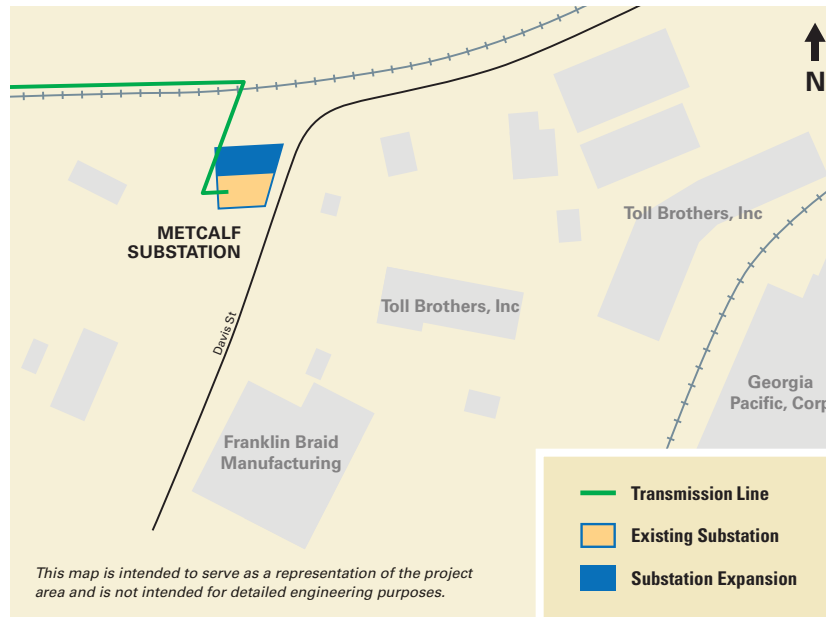 N
METCALF
SUBSTATION
Toll Brothers, Inc
Toll Brothers, Inc
Davis St
Georgia
Pacific, Corp
Franklin Braid
Manufacturing
Transmission Line
Existing Substation
Substation Expansion
This map is intended to serve as a representation of the project
area and is not intended for detailed engineering purposes.